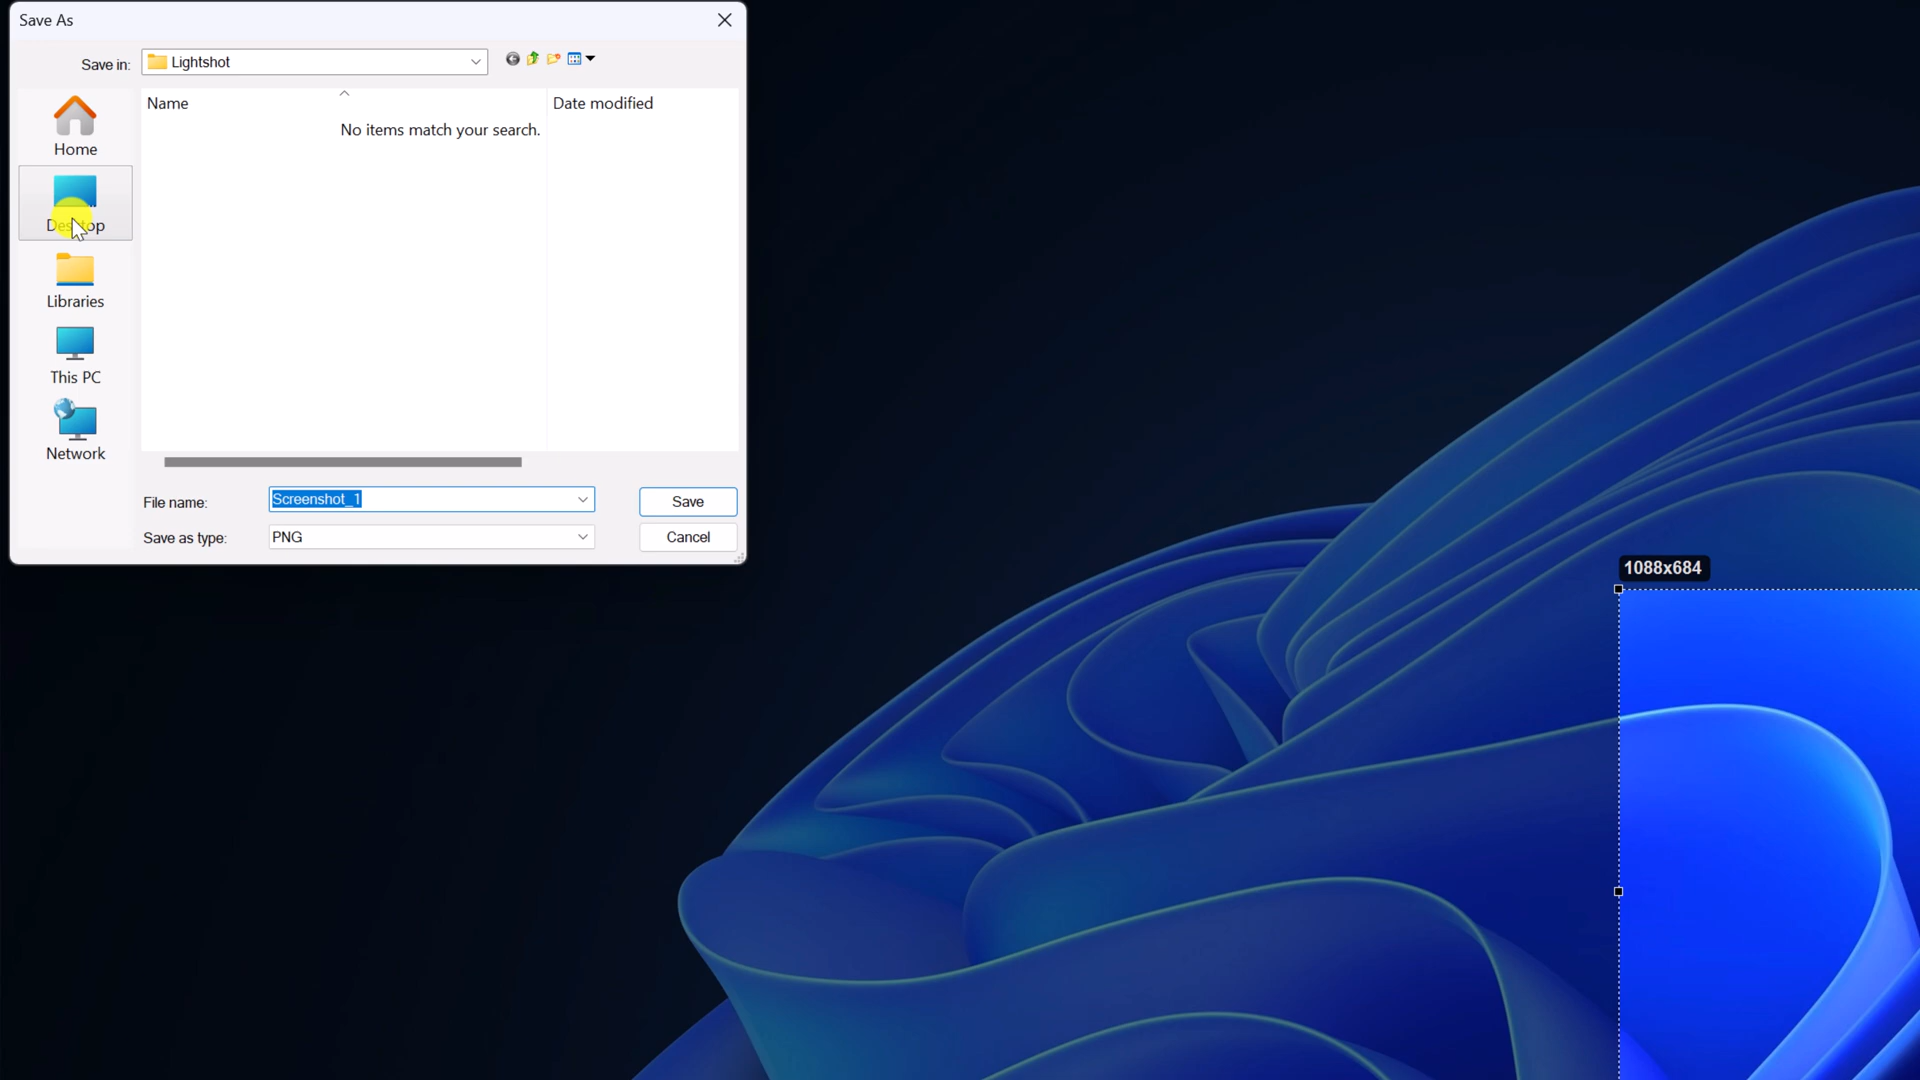 Save As
Save in:
Lightshot
Name
Date modified
No items match your search.
Home
Desktop
Libraries
This PC
Network
File name:
Screenshot_1
Save
Save as type:
PNG
Cancel
1088x684